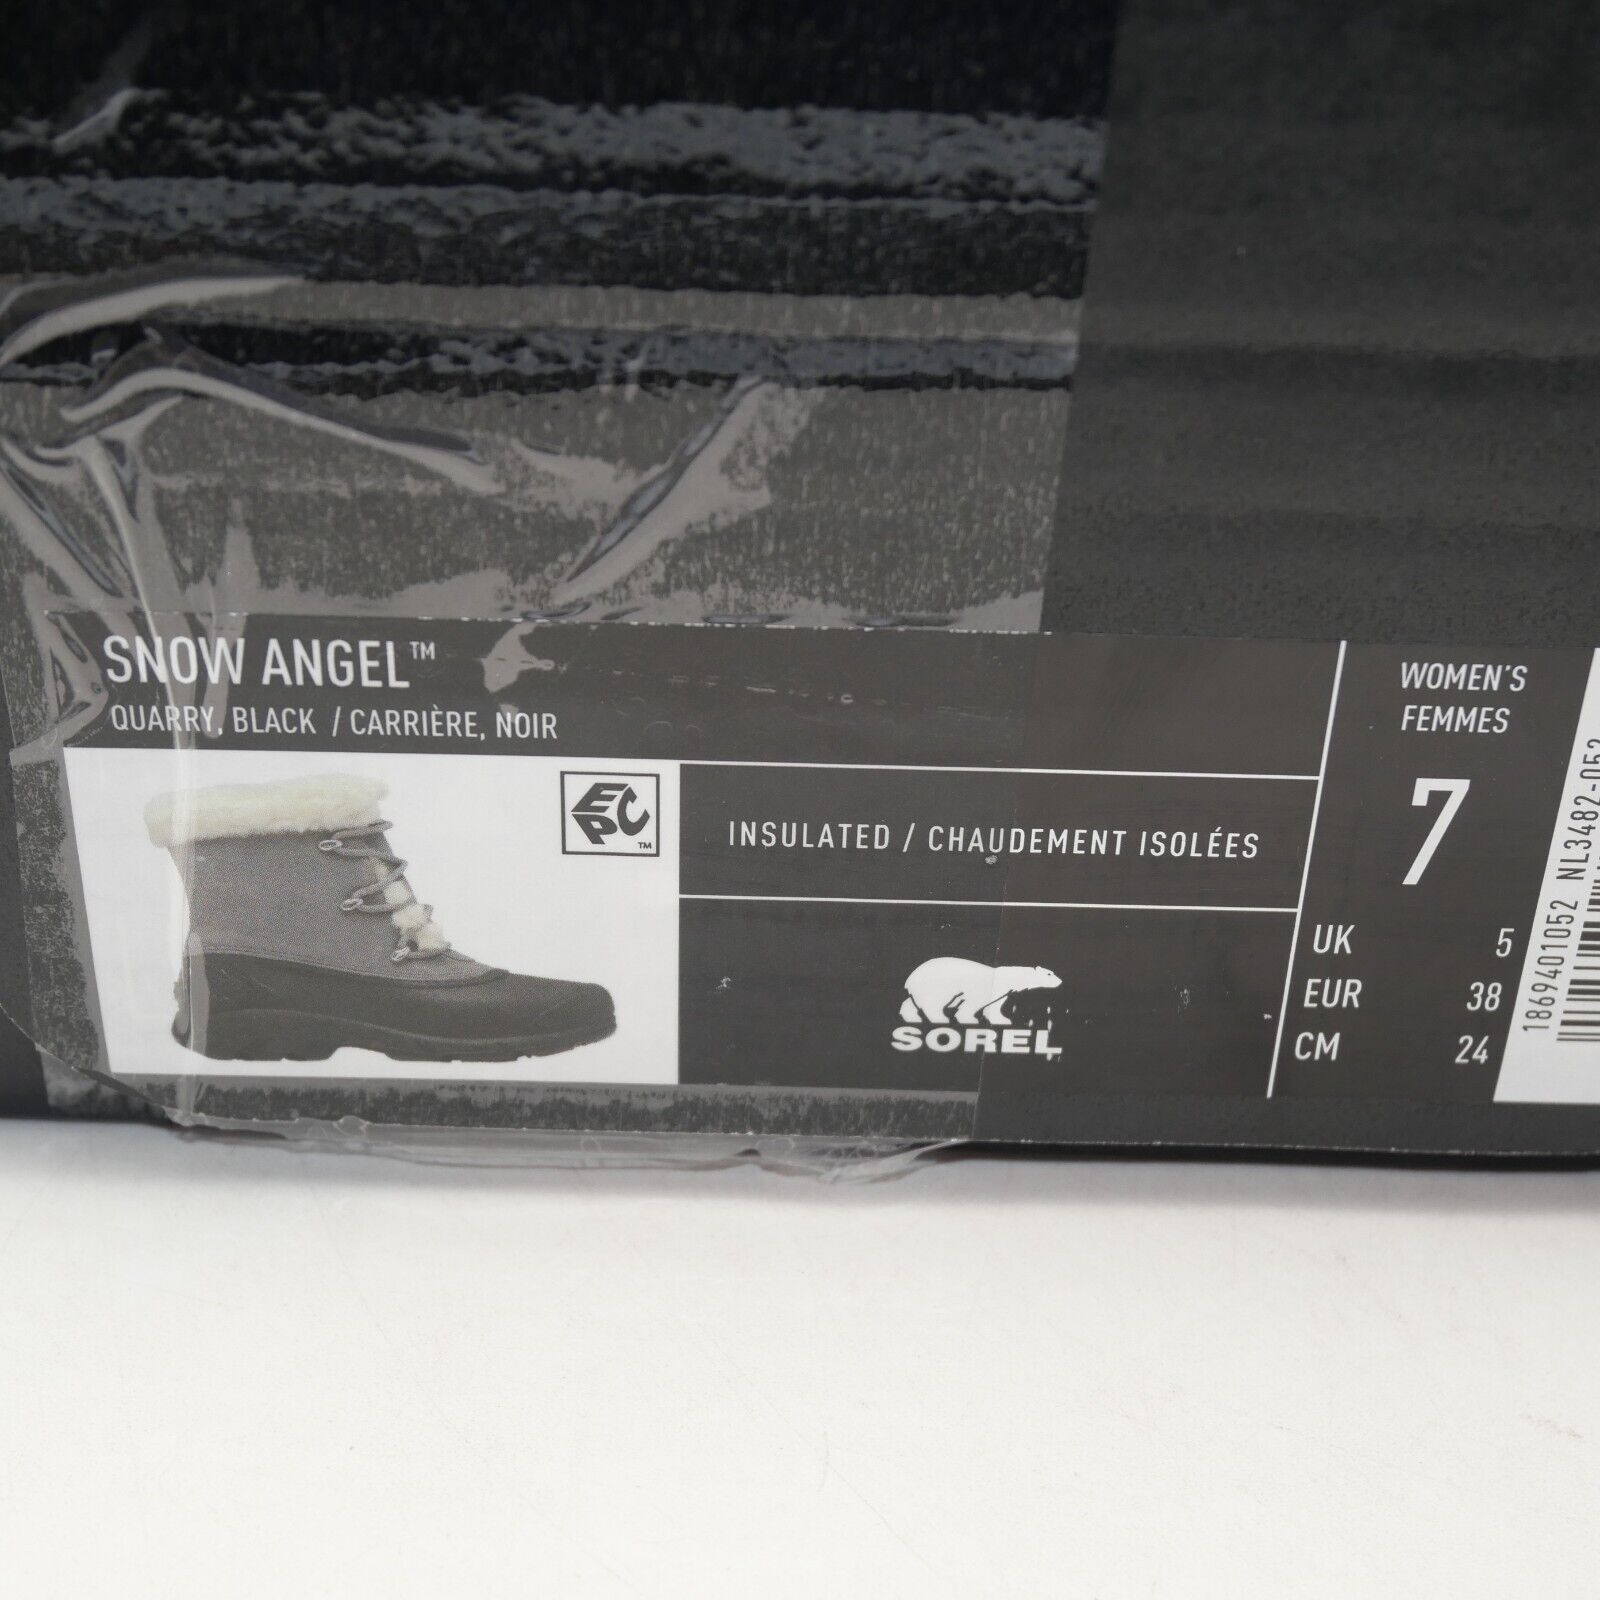 SNOW ANGEL™
QUARRY, BLACK / CARRIÈRE, NOIR
EPC™
INSULATED / CHAUDEMENT ISOLÉES
SOREL
WOMEN'S
FEMMES
7
UK 5
EUR 38
CM 24
1869401052 NL3482-052